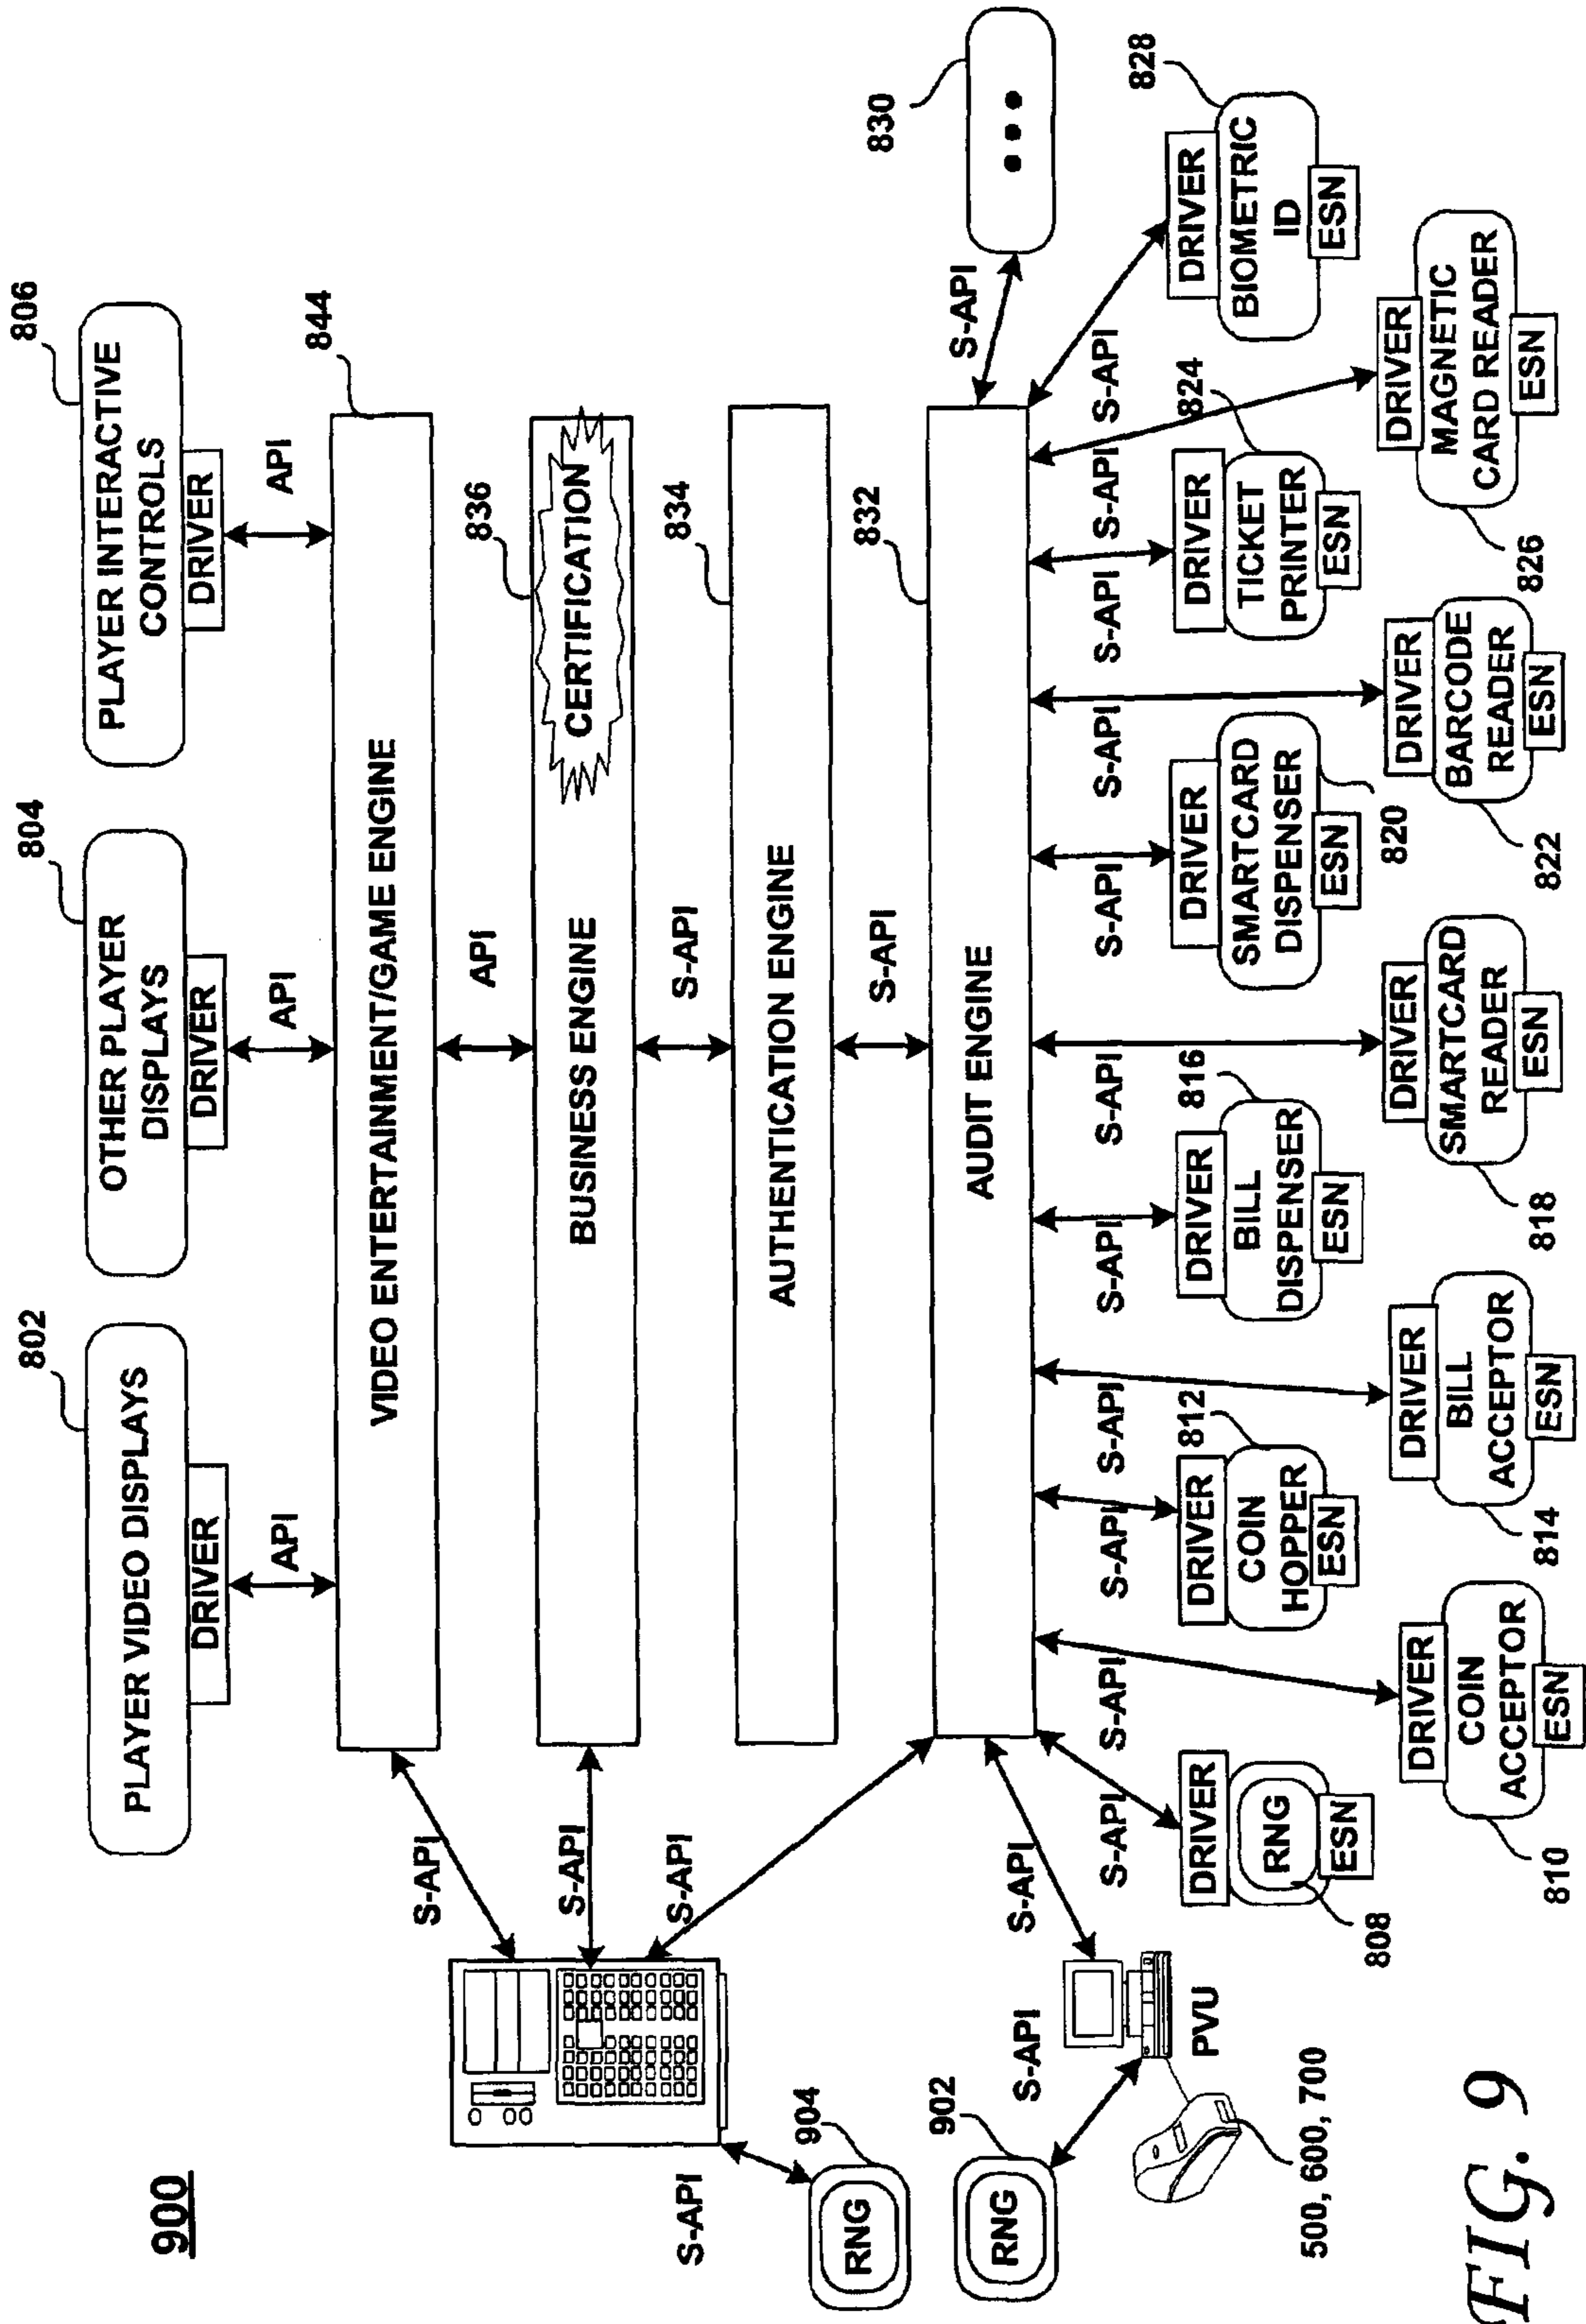 900
802
804
806
PLAYER VIDEO DISPLAYS
DRIVER
OTHER PLAYER
DISPLAYS
DRIVER
PLAYER INTERACTIVE
CONTROLS
DRIVER
API
API
API
844
VIDEO ENTERTAINMENT/GAME ENGINE
S-API
API
836
BUSINESS ENGINE
CERTIFICATION
S-API
S-API
S-API
834
AUTHENTICATION ENGINE
S-API
832
AUDIT ENGINE
S-API
830
S-API
904
RNG
902
RNG
S-API
S-API
PVU
500, 600, 700
S-API
S-API
S-API
S-API
S-API
S-API
S-API
S-API
S-API
S-API
S-API
DRIVER
RNG
ESN
808
812
DRIVER
COIN
HOPPER
ESN
816
DRIVER
BILL
DISPENSER
ESN
DRIVER
SMARTCARD
DISPENSER
ESN
820
824
DRIVER
TICKET
PRINTER
ESN
828
DRIVER
BIOMETRIC
ID
ESN
DRIVER
COIN
ACCEPTOR
ESN
810
DRIVER
BILL
ACCEPTOR
ESN
814
DRIVER
SMARTCARD
READER
ESN
818
DRIVER
BARCODE
READER
ESN
822
DRIVER
MAGNETIC
CARD READER
ESN
826
FIG. 9